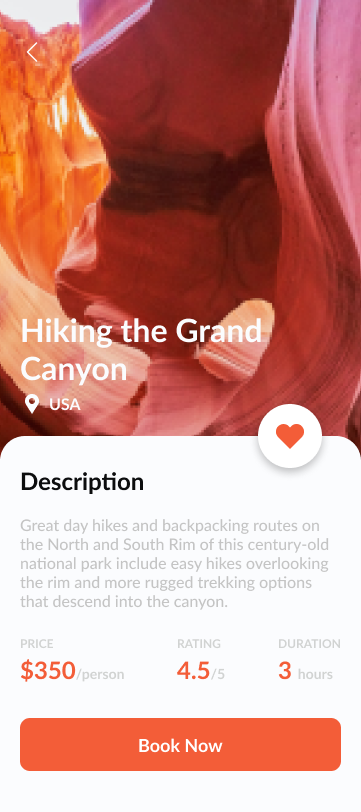 Hiking the Grand
Canyon
USA
Description
Great day hikes and backpacking routes on
the North and South Rim of this century-old
national park include easy hikes overlooking
the rim and more rugged trekking options
that descend into the canyon.
PRICE RATING DURATION
$350/person 4.5/5 3 hours
Book Now